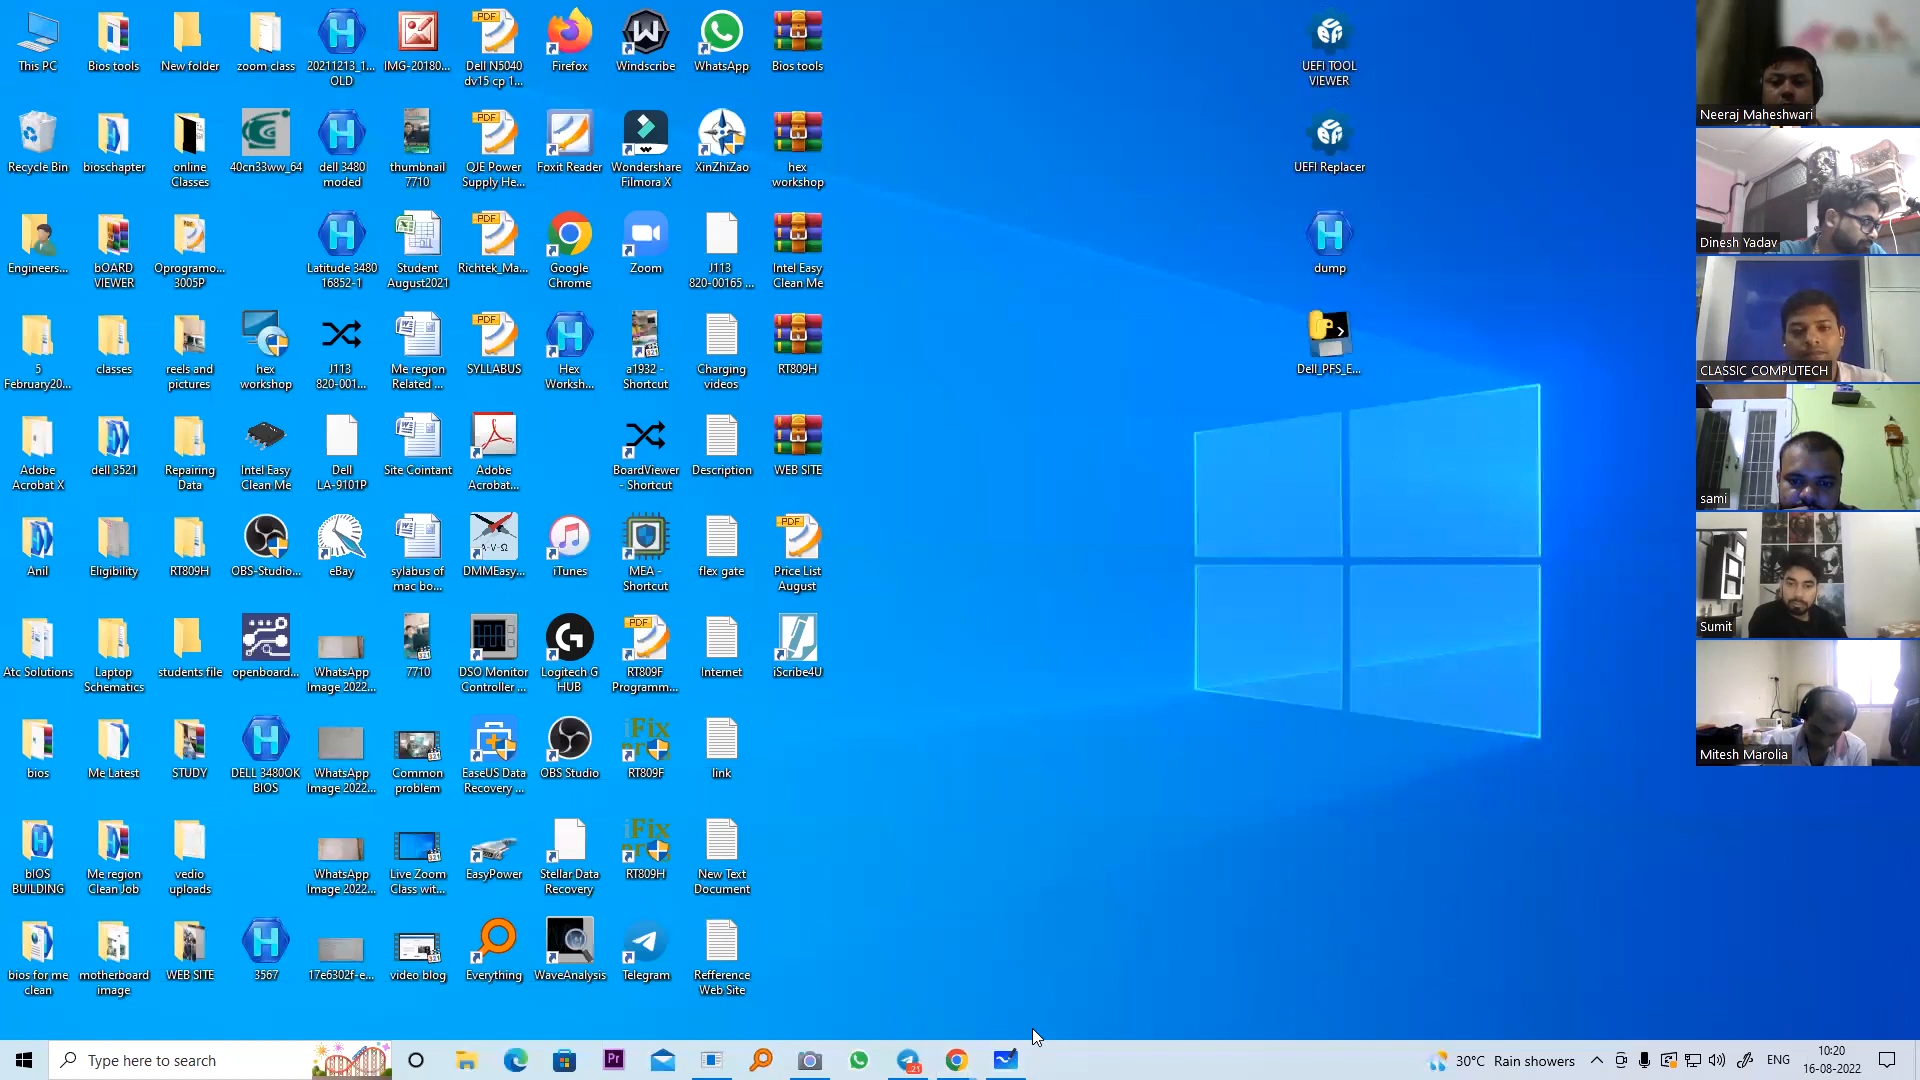 This PC
Bios tools
New folder
zoom class
20211213_1...
OLD
IMG-20180...
PDF
Dell N5040
dv15 cp 1...
Firefox
Windscribe
WhatsApp
Bios tools
UEFI TOOL
VIEWER
Neeraj Maheshwari
Recycle Bin
bioschapter
online
Classes
40cn33ww_64
dell 3480
moded
thumbnail
7710
PDF
QJE Power
Supply He...
Foxit Reader
Wondershare
Filmora X
XinZhiZao
hex
workshop
UEFI Replacer
Dinesh Yadav
Engineers...
bOARD
VIEWER
Oprogramo...
3005P
Latitude 3480
16852-1
Student
August2021
PDF
Richtek_Ma...
Google
Chrome
Zoom
J113
820-00165 ...
Intel Easy
Clean Me
dump
CLASSIC COMPUTECH
5
February20...
classes
reels and
pictures
hex
workshop
J113
820-001...
Me region
Related ...
PDF
SYLLABUS
Hex
Worksh...
a1932 -
Shortcut
Charging
videos
RT809H
Dell_PFS_E...
sami
Adobe
Acrobat X
dell 3521
Repairing
Data
Intel Easy
Clean Me
Dell
LA-9101P
Site Cointant
Adobe
Acrobat...
BoardViewer
- Shortcut
Description
WEB SITE
Sumit
Anil
Eligibility
RT809H
OBS-Studio...
eBay
sylabus of
mac bo...
A-V-Ω
DMMEasy...
iTunes
MEA -
Shortcut
flex gate
PDF
Price List
August
Atc Solutions
Laptop
Schematics
students file
openboard...
WhatsApp
Image 2022...
7710
DSO Monitor
Controller ...
Logitech G
HUB
PDF
RT809F
Programm...
Internet
iScribe4U
Mitesh Marolia
bios
Me Latest
STUDY
DELL 3480OK
BIOS
WhatsApp
Image 2022...
Common
problem
EaseUS Data
Recovery ...
OBS Studio
RT809F
link
bIOS
BUILDING
Me region
Clean Job
vedio
uploads
WhatsApp
Image 2022...
Live Zoom
Class wit...
EasyPower
Stellar Data
Recovery
RT809H
New Text
Document
bios for me
clean
motherboard
image
WEB SITE
3567
17e6302f-e...
video blog
Everything
WaveAnalysis
Telegram
Refference
Web Site
Type here to search
Pr
21
30°C Rain showers
ENG
10:20
16-08-2022